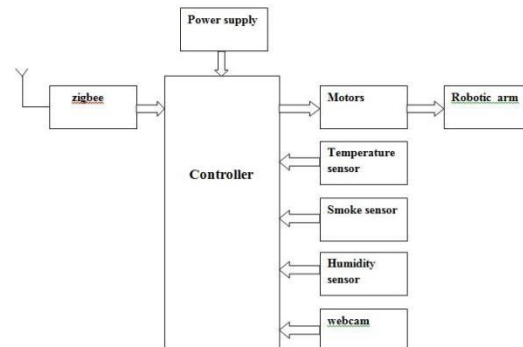 Power supply
zigbee
Motors
Robotic arm
Temperature
sensor
Controller
Smoke sensor
Humidity
sensor
webcam